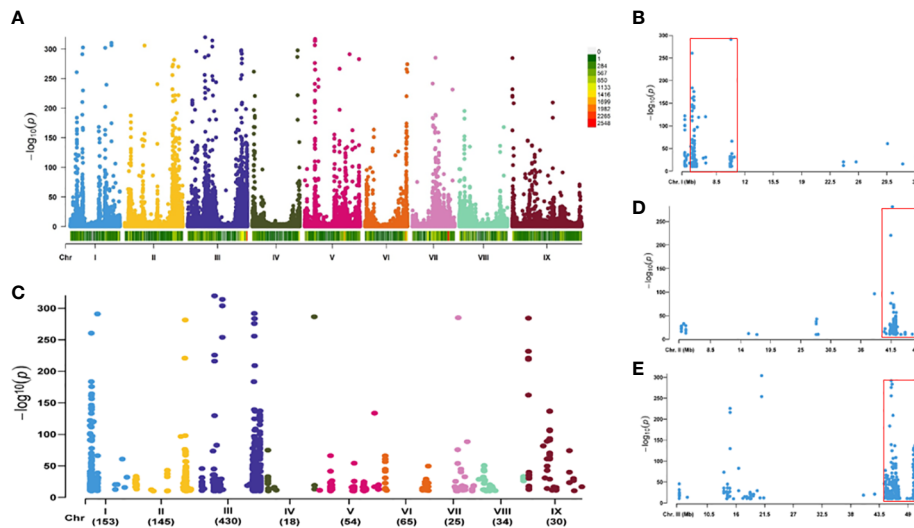 A
−log₁₀(p)
300
250
200
150
100
50
0
Chr
I
II
III
IV
V
VI
VII
VIII
IX
0
1
284
567
850
1133
1416
1699
1982
2265
2548
B
−log₁₀(p)
300
250
200
150
100
50
0
Chr. I (Mb)
8.5
12
15.5
19
22.5
26
29.5
C
−log¹⁰(p)
300
250
200
150
100
50
0
Chr
I
II
III
IV
V
VI
VII
VIII
IX
(153)
(145)
(430)
(18)
(54)
(65)
(25)
(34)
(30)
D
−log₁₀(p)
250
200
150
100
50
0
Chr. II (Mb)
8.5
14
19.5
25
30.5
36
41.5
E
−log₁₀(p)
300
250
200
150
100
50
0
Chr. III (Mb)
10.5
16
21.5
27
32.5
38
43.5
49